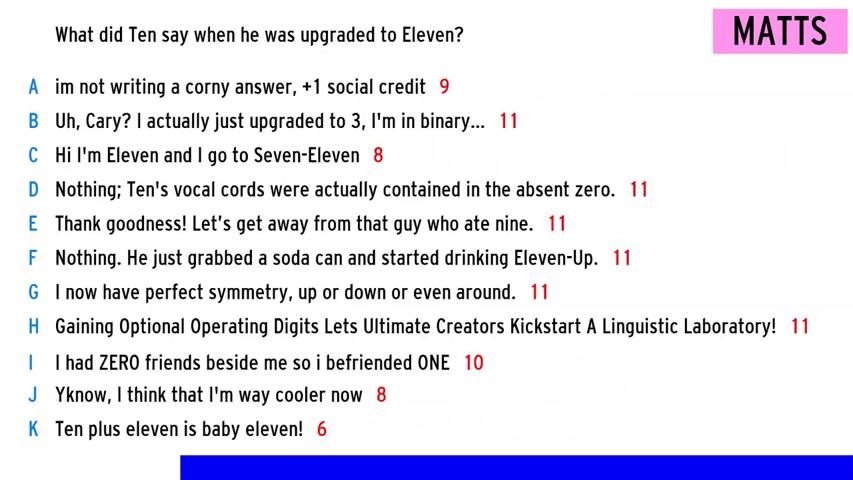 What did Ten say when he was upgraded to Eleven?
MATTS
A im not writing a corny answer, +1 social credit 9
B Uh, Cary? I actually just upgraded to 3, I'm in binary... 11
C Hi I'm Eleven and I go to Seven-Eleven 8
D Nothing; Ten's vocal cords were actually contained in the absent zero. 11
E Thank goodness! Let’s get away from that guy who ate nine. 11
F Nothing. He just grabbed a soda can and started drinking Eleven-Up. 11
G I now have perfect symmetry, up or down or even around. 11
H Gaining Optional Operating Digits Lets Ultimate Creators Kickstart A Linguistic Laboratory! 11
I I had ZERO friends beside me so i befriended ONE 10
J Yknow, I think that I'm way cooler now 8
K Ten plus eleven is baby eleven! 6